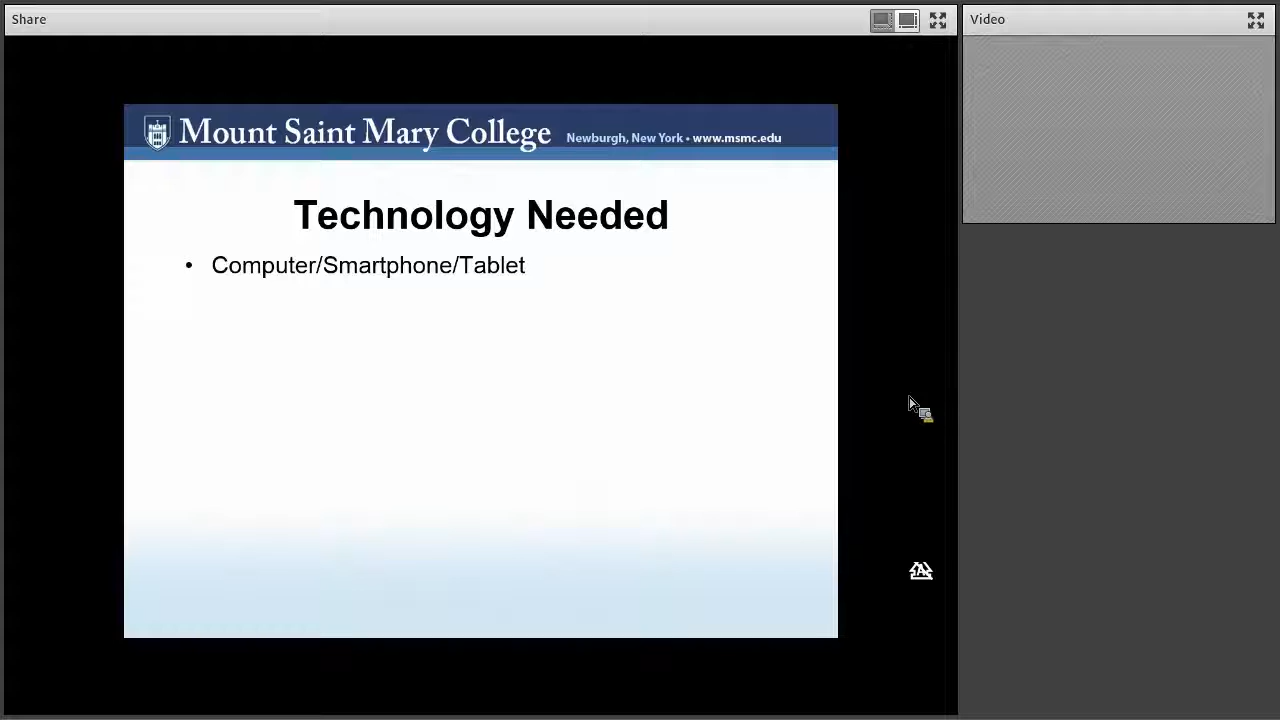 Share
Video
Mount Saint Mary College Newburgh, New York • www.msmc.edu
Technology Needed
• Computer/Smartphone/Tablet